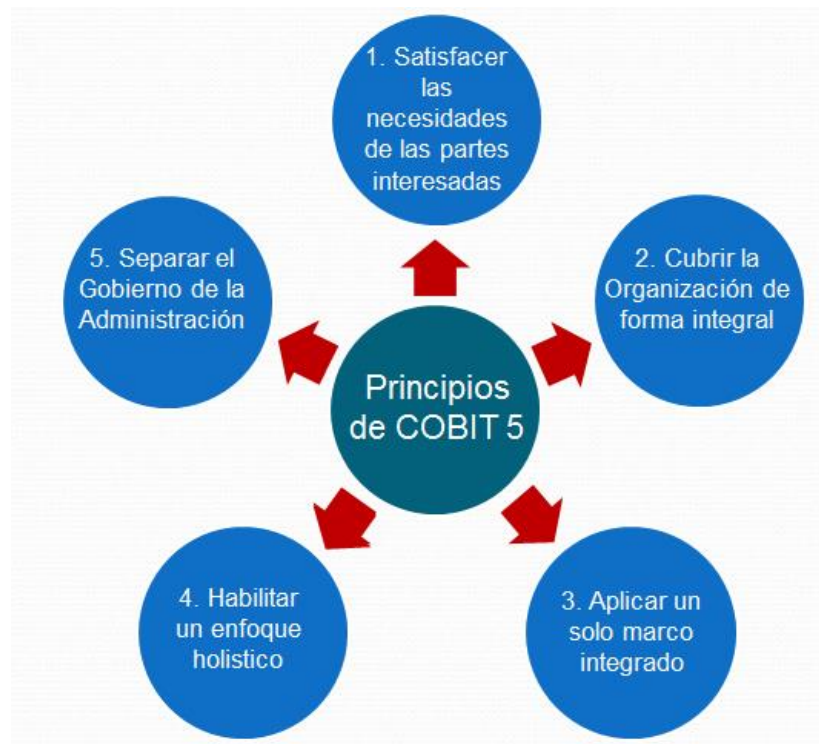 1. Satisfacer
las
necesidades
de las partes
interesadas
5. Separar el
Gobierno de la
Administración
2. Cubrir la
Organización de
forma integral
Principios
de COBIT 5
4. Habilitar
un enfoque
holistico
3. Aplicar un
solo marco
integrado